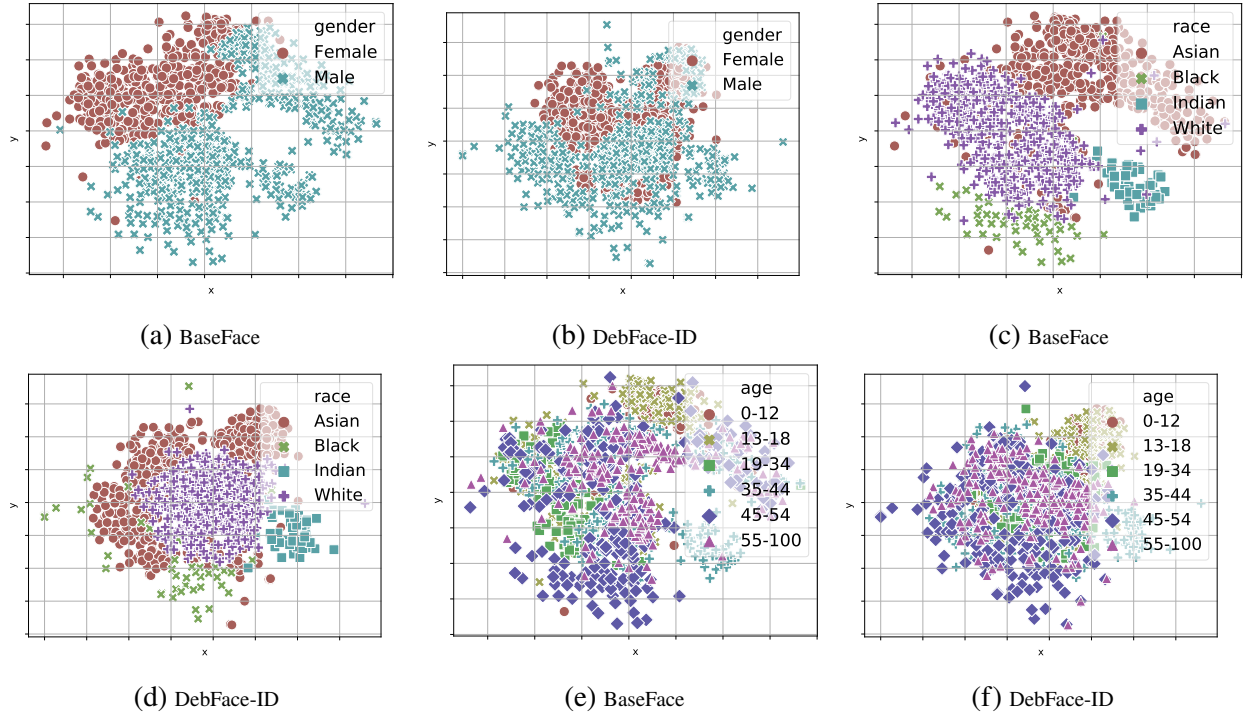 gender
Female
Male
y
x
(a) BaseFace
gender
Female
Male
y
x
(b) DebFace-ID
race
Asian
Black
Indian
White
y
x
(c) BaseFace
race
Asian
Black
Indian
White
y
x
(d) DebFace-ID
age
0-12
13-18
19-34
35-44
45-54
55-100
y
x
(e) BaseFace
age
0-12
13-18
19-34
35-44
45-54
55-100
y
x
(f) DebFace-ID